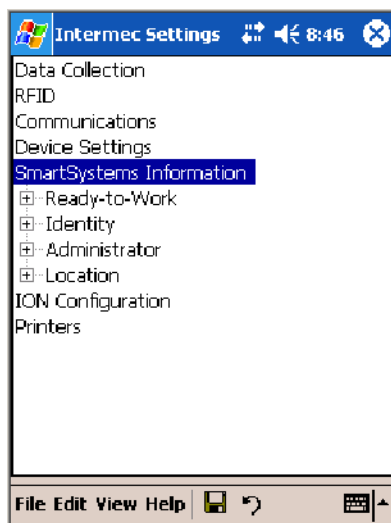 Intermec Settings 8:46
Data Collection
RFID
Communications
Device Settings
SmartSystems Information
Ready-to-Work
Identity
Administrator
Location
ION Configuration
Printers
File Edit View Help